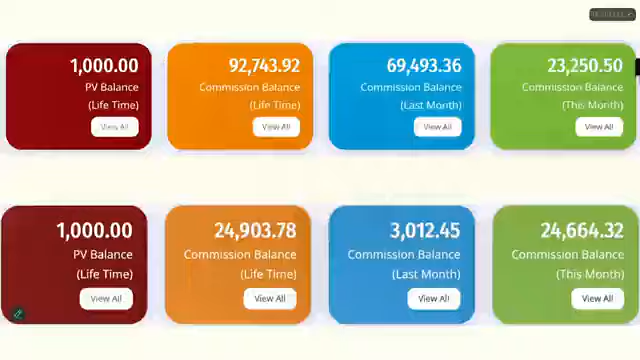 1,000.00
PV Balance
(Life Time)
View All
92,743.92
Commission Balance
(Life Time)
View All
69,493.36
Commission Balance
(Last Month)
View All
23,250.50
Commission Balance
(This Month)
View All
1,000.00
PV Balance
(Life Time)
View All
24,903.78
Commission Balance
(Life Time)
View All
3,012.45
Commission Balance
(Last Month)
View All
24,664.32
Commission Balance
(This Month)
View All